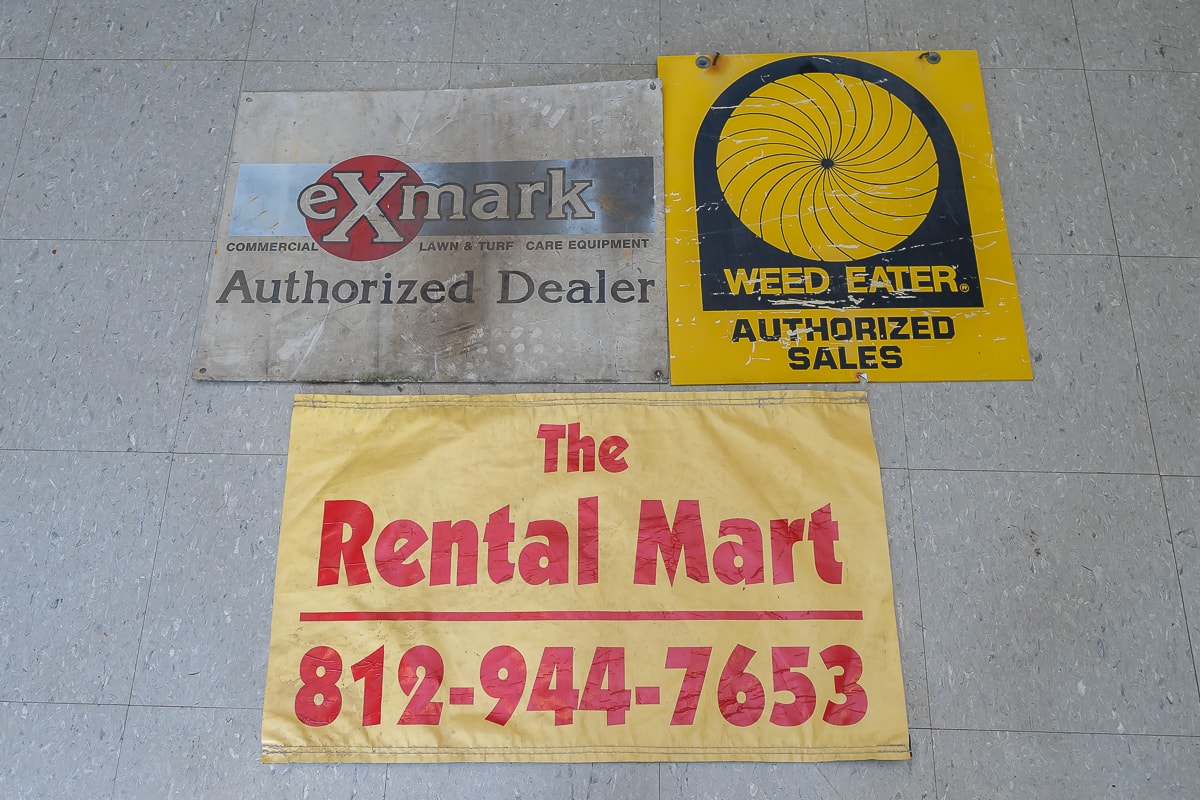 eXmark
COMMERCIAL LAWN & TURF CARE EQUIPMENT
Authorized Dealer
WEED EATER®
AUTHORIZED
SALES
The
Rental Mart
812-944-7653